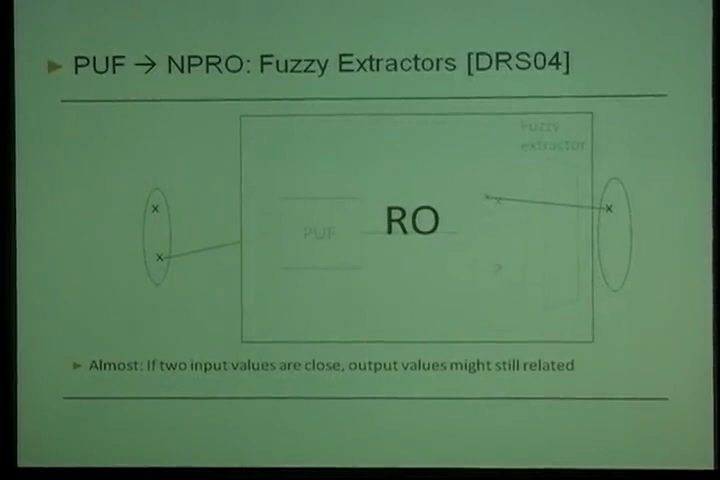 PUF → NPRO: Fuzzy Extractors [DRS04]
Fuzzy
extractor
x
x
PUF
RO
x
x
?
Almost: If two input values are close, output values might still related